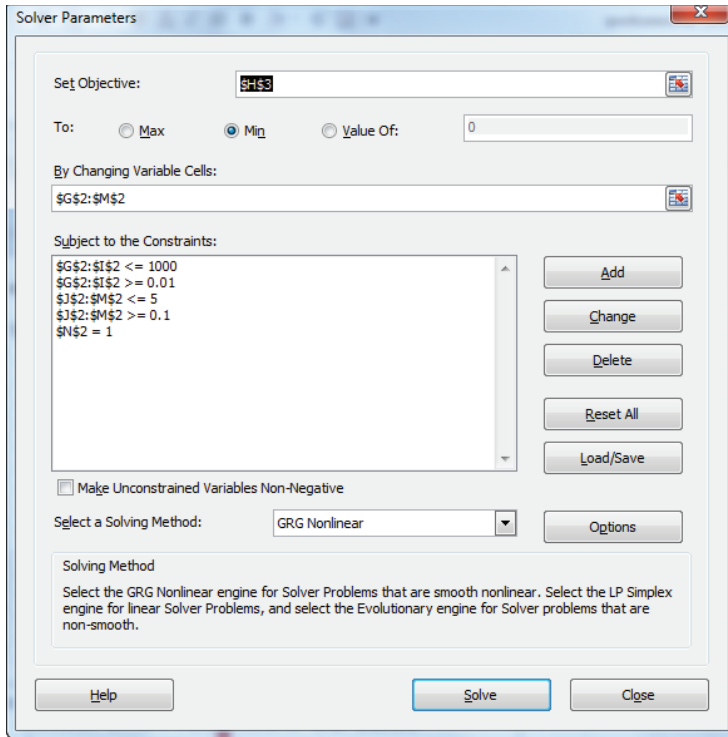 Solver Parameters
X
Set Objective:
$H$3
To:
Max
Min
Value Of:
0
By Changing Variable Cells:
$G$2:$M$2
Subject to the Constraints:
$G$2:$I$2 <= 1000
$G$2:$I$2 >= 0.01
$J$2:$M$2 <= 5
$J$2:$M$2 >= 0.1
$N$2 = 1
Add
Change
Delete
Reset All
Load/Save
Make Unconstrained Variables Non-Negative
Select a Solving Method:
GRG Nonlinear
Options
Solving Method
Select the GRG Nonlinear engine for Solver Problems that are smooth nonlinear. Select the LP Simplex
engine for linear Solver Problems, and select the Evolutionary engine for Solver problems that are
non-smooth.
Help
Solve
Close